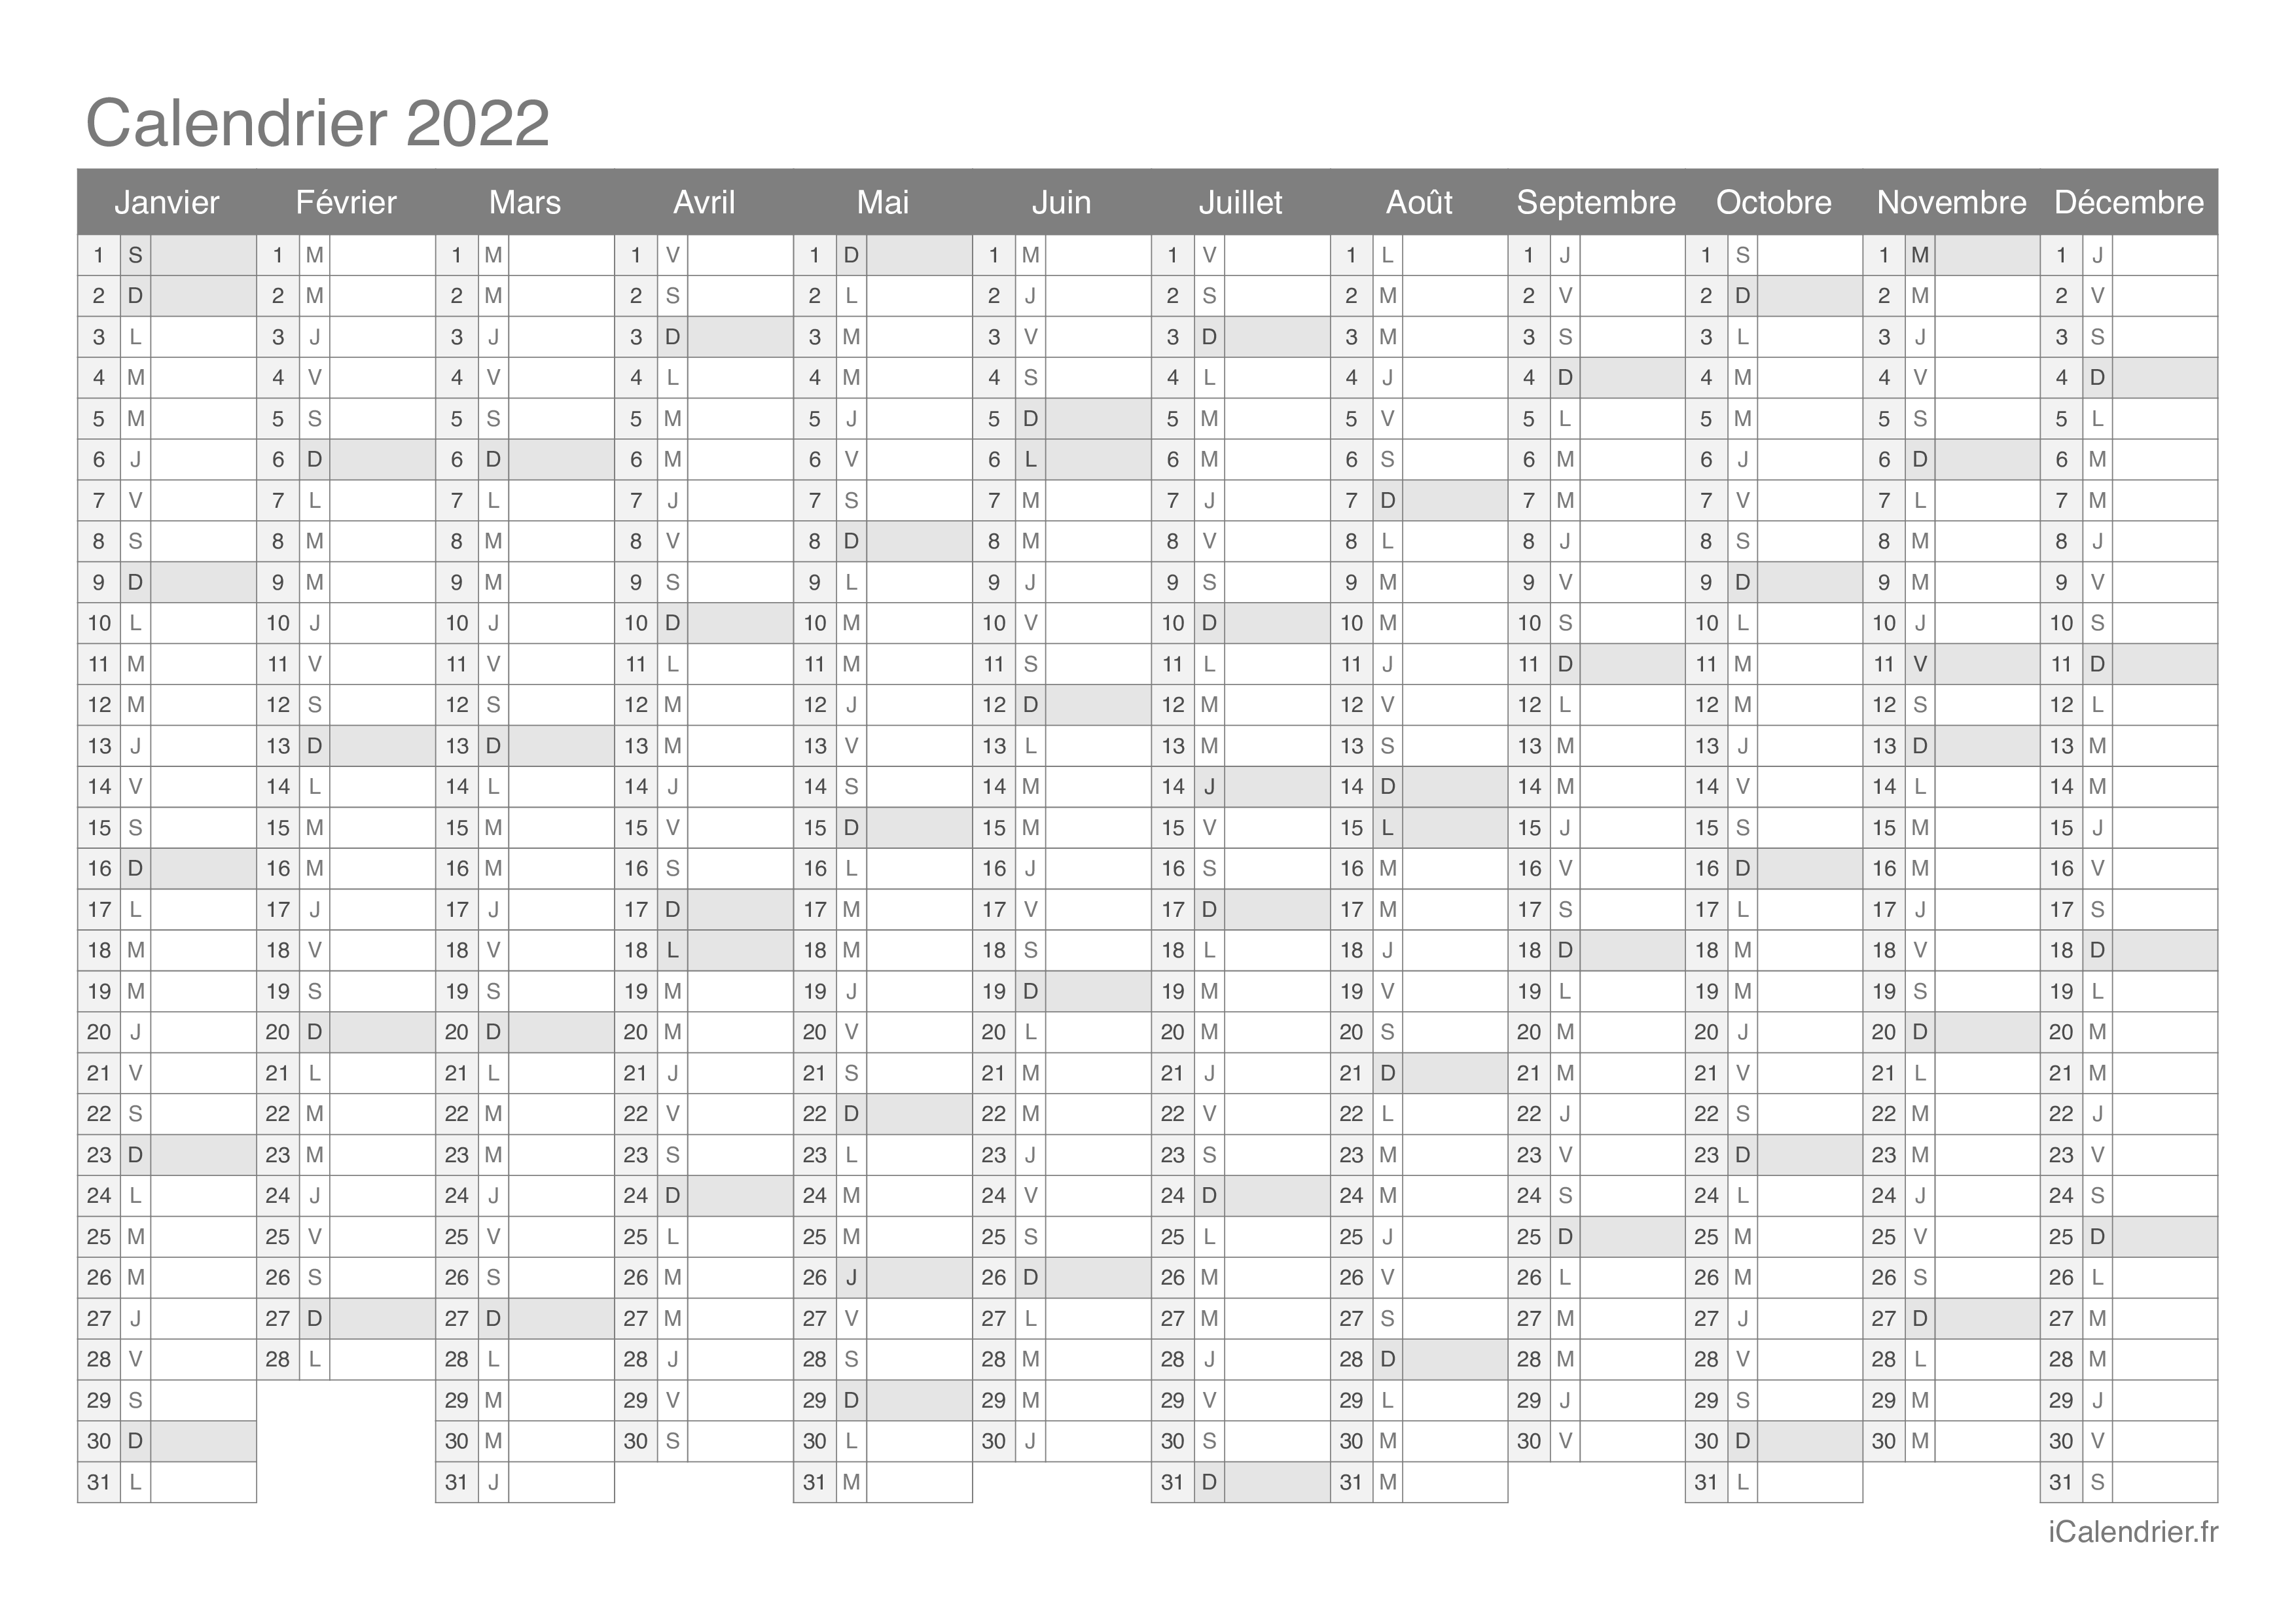 Calendrier 2022
Janvier Février Mars Avril Mai Juin Juillet Août Septembre Octobre Novembre Décembre
1 S 1 M 1 M 1 V 1 D 1 M 1 V 1 L 1 J 1 S 1 M 1 J
2 D 2 M 2 M 2 S 2 L 2 J 2 S 2 M 2 V 2 D 2 M 2 V
3 L 3 J 3 J 3 D 3 M 3 V 3 D 3 M 3 S 3 L 3 J 3 S
4 M 4 V 4 V 4 L 4 M 4 S 4 L 4 J 4 D 4 M 4 V 4 D
5 M 5 S 5 S 5 M 5 J 5 D 5 M 5 V 5 L 5 M 5 S 5 L
6 J 6 D 6 D 6 M 6 V 6 L 6 M 6 S 6 M 6 J 6 D 6 M
7 V 7 L 7 L 7 J 7 S 7 M 7 J 7 D 7 M 7 V 7 L 7 M
8 S 8 M 8 M 8 V 8 D 8 M 8 V 8 L 8 J 8 S 8 M 8 J
9 D 9 M 9 M 9 S 9 L 9 J 9 S 9 M 9 V 9 D 9 M 9 V
10 L 10 J 10 J 10 D 10 M 10 V 10 D 10 M 10 S 10 L 10 J 10 S
11 M 11 V 11 V 11 L 11 M 11 S 11 L 11 J 11 D 11 M 11 V 11 D
12 M 12 S 12 S 12 M 12 J 12 D 12 M 12 V 12 L 12 M 12 S 12 L
13 J 13 D 13 D 13 M 13 V 13 L 13 M 13 S 13 M 13 J 13 D 13 M
14 V 14 L 14 L 14 J 14 S 14 M 14 J 14 D 14 M 14 V 14 L 14 M
15 S 15 M 15 M 15 V 15 D 15 M 15 V 15 L 15 J 15 S 15 M 15 J
16 D 16 M 16 M 16 S 16 L 16 J 16 S 16 M 16 V 16 D 16 M 16 V
17 L 17 J 17 J 17 D 17 M 17 V 17 D 17 M 17 S 17 L 17 J 17 S
18 M 18 V 18 V 18 L 18 M 18 S 18 L 18 J 18 D 18 M 18 V 18 D
19 M 19 S 19 S 19 M 19 J 19 D 19 M 19 V 19 L 19 M 19 S 19 L
20 J 20 D 20 D 20 M 20 V 20 L 20 M 20 S 20 M 20 J 20 D 20 M
21 V 21 L 21 L 21 J 21 S 21 M 21 J 21 D 21 M 21 V 21 L 21 M
22 S 22 M 22 M 22 V 22 D 22 M 22 V 22 L 22 J 22 S 22 M 22 J
23 D 23 M 23 M 23 S 23 L 23 J 23 S 23 M 23 V 23 D 23 M 23 V
24 L 24 J 24 J 24 D 24 M 24 V 24 D 24 M 24 S 24 L 24 J 24 S
25 M 25 V 25 V 25 L 25 M 25 S 25 L 25 J 25 D 25 M 25 V 25 D
26 M 26 S 26 S 26 M 26 J 26 D 26 M 26 V 26 L 26 M 26 S 26 L
27 J 27 D 27 D 27 M 27 V 27 L 27 M 27 S 27 M 27 J 27 D 27 M
28 V 28 L 28 L 28 J 28 S 28 M 28 J 28 D 28 M 28 V 28 L 28 M
29 S 29 M 29 V 29 D 29 M 29 V 29 L 29 J 29 S 29 M 29 J
30 D 30 M 30 S 30 L 30 J 30 S 30 M 30 V 30 D 30 M 30 V
31 L 31 J 31 M 31 D 31 M 31 L 31 S
iCalendrier.fr